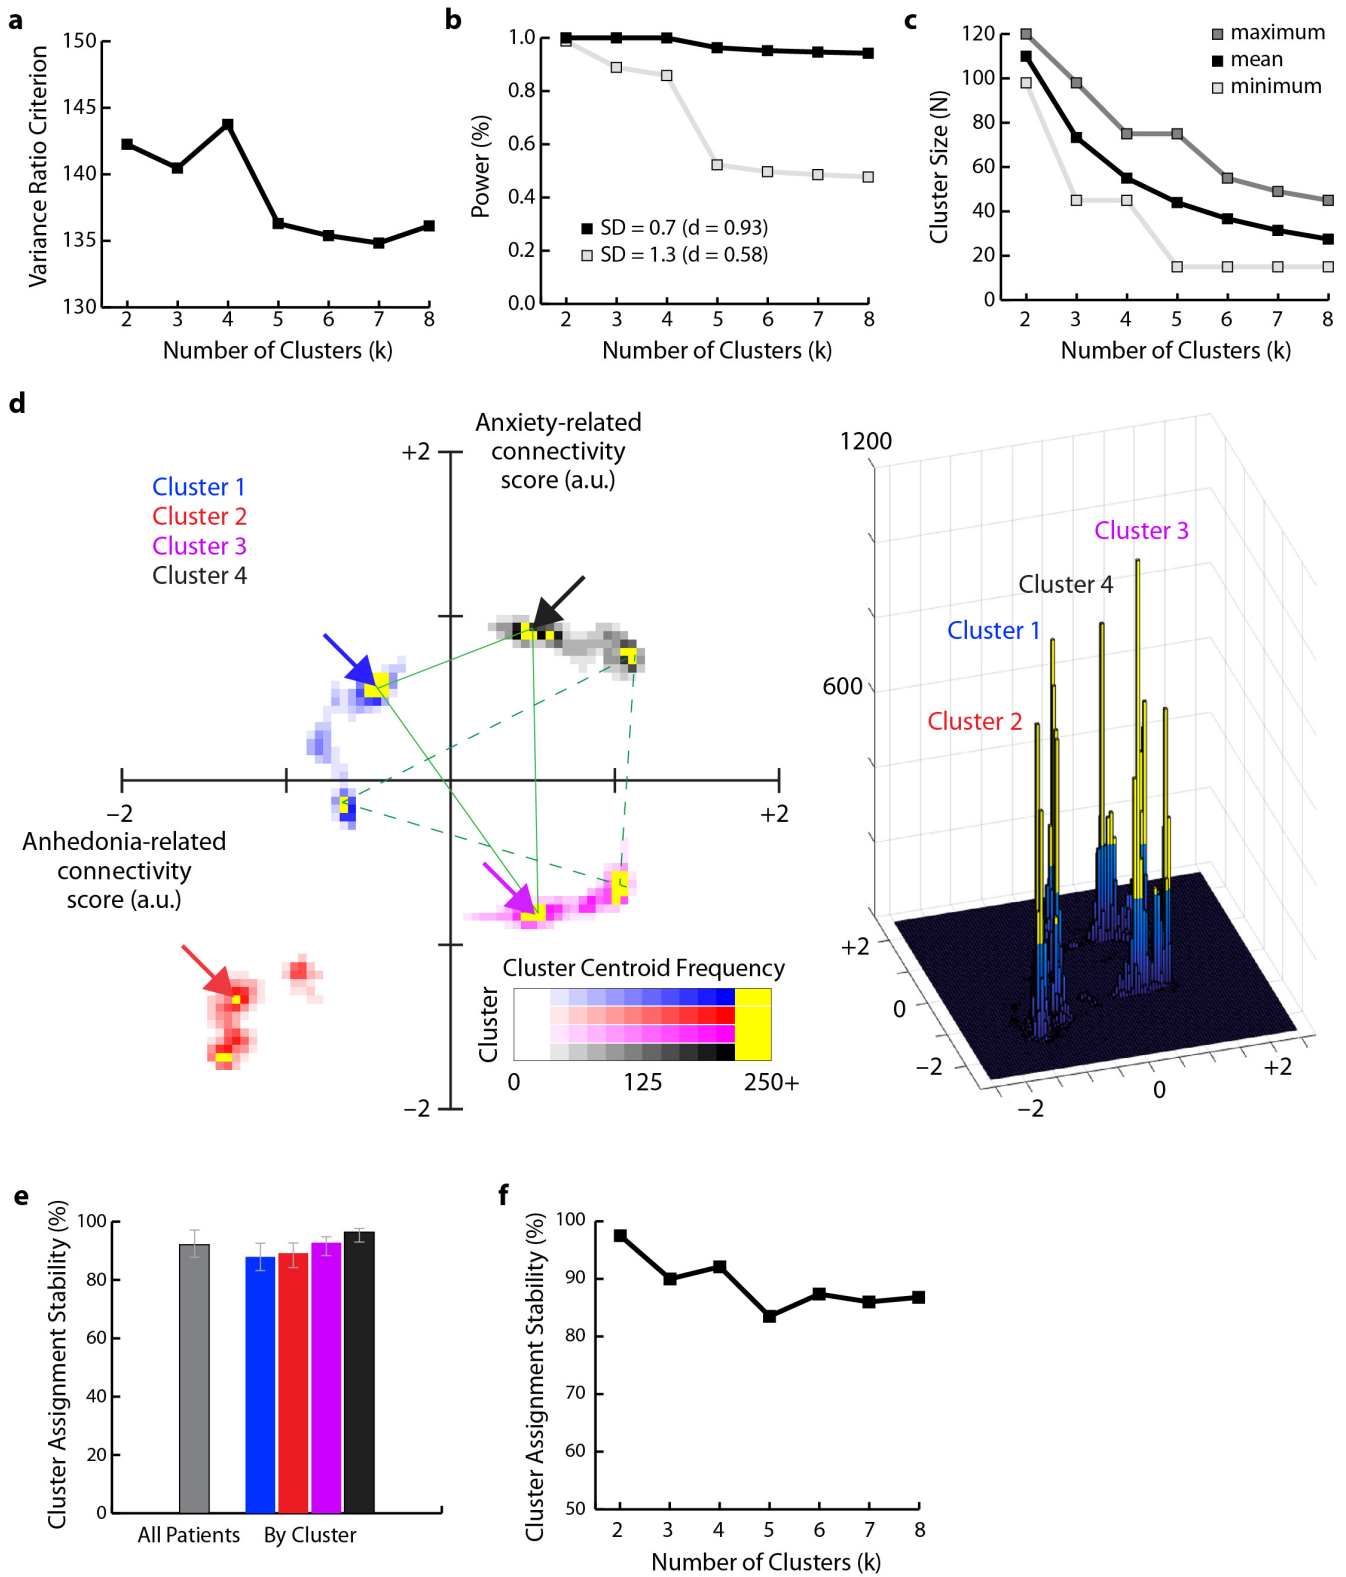 a
150
145
140
135
130
Variance Ratio Criterion
2 3 4 5 6 7 8
Number of Clusters (k)
b
1.0
0.8
0.6
0.4
0.2
0.0
Power (%)
SD = 0.7 (d = 0.93)
SD = 1.3 (d = 0.58)
2 3 4 5 6 7 8
Number of Clusters (k)
c
120
100
80
60
40
20
0
Cluster Size (N)
maximum
mean
minimum
2 3 4 5 6 7 8
Number of Clusters (k)
d
Cluster 1
Cluster 2
Cluster 3
Cluster 4
+2
Anxiety-related
connectivity
score (a.u.)
−2
+2
Anhedonia-related
connectivity
score (a.u.)
−2
Cluster Centroid Frequency
Cluster
0 125 250+
1200
600
Cluster 3
Cluster 4
Cluster 1
Cluster 2
+2
0
−2
−2
0
+2
e
100
80
60
40
20
0
Cluster Assignment Stability (%)
All Patients By Cluster
f
100
90
80
70
60
50
Cluster Assignment Stability (%)
2 3 4 5 6 7 8
Number of Clusters (k)